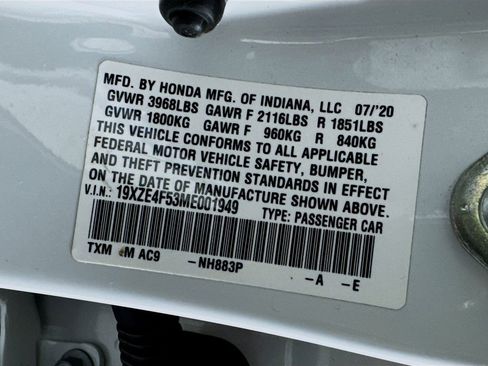 MFD. BY HONDA MFG. OF INDIANA, LLC 07/'20
GVWR 3968LBS GAWR F 2116LBS R 1851LBS
GVWR 1800KG GAWR F 960KG R 840KG
THIS VEHICLE CONFORMS TO ALL APPLICABLE
FEDERAL MOTOR VEHICLE SAFETY, BUMPER,
AND THEFT PREVENTION STANDARDS IN EFFECT
ON THE DATE OF MANUFACTURE SHOWN ABOVE.
V.I.N.: 19XZE4F53ME001949 TYPE: PASSENGER CAR
TXM M AC9 -NH883P -A -E